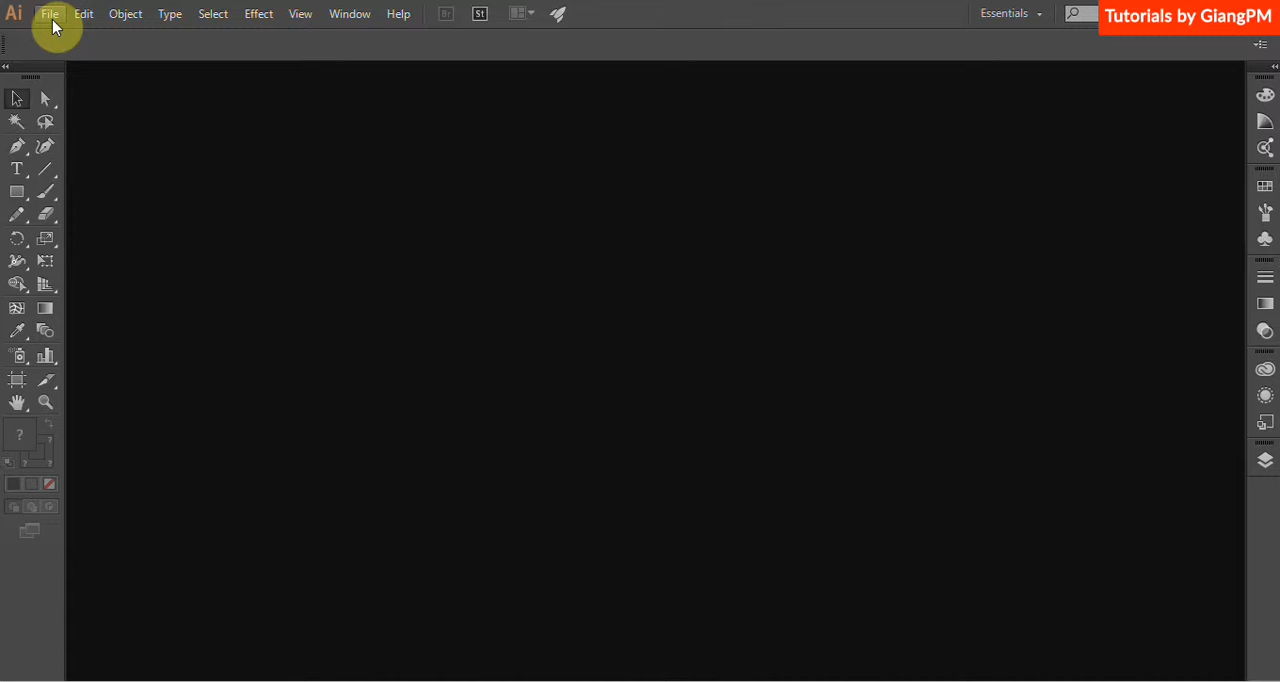 Ai File Edit Object Type Select Effect View Window Help Br St Essentials
Tutorials by GiangPM
T
?
? ? ?